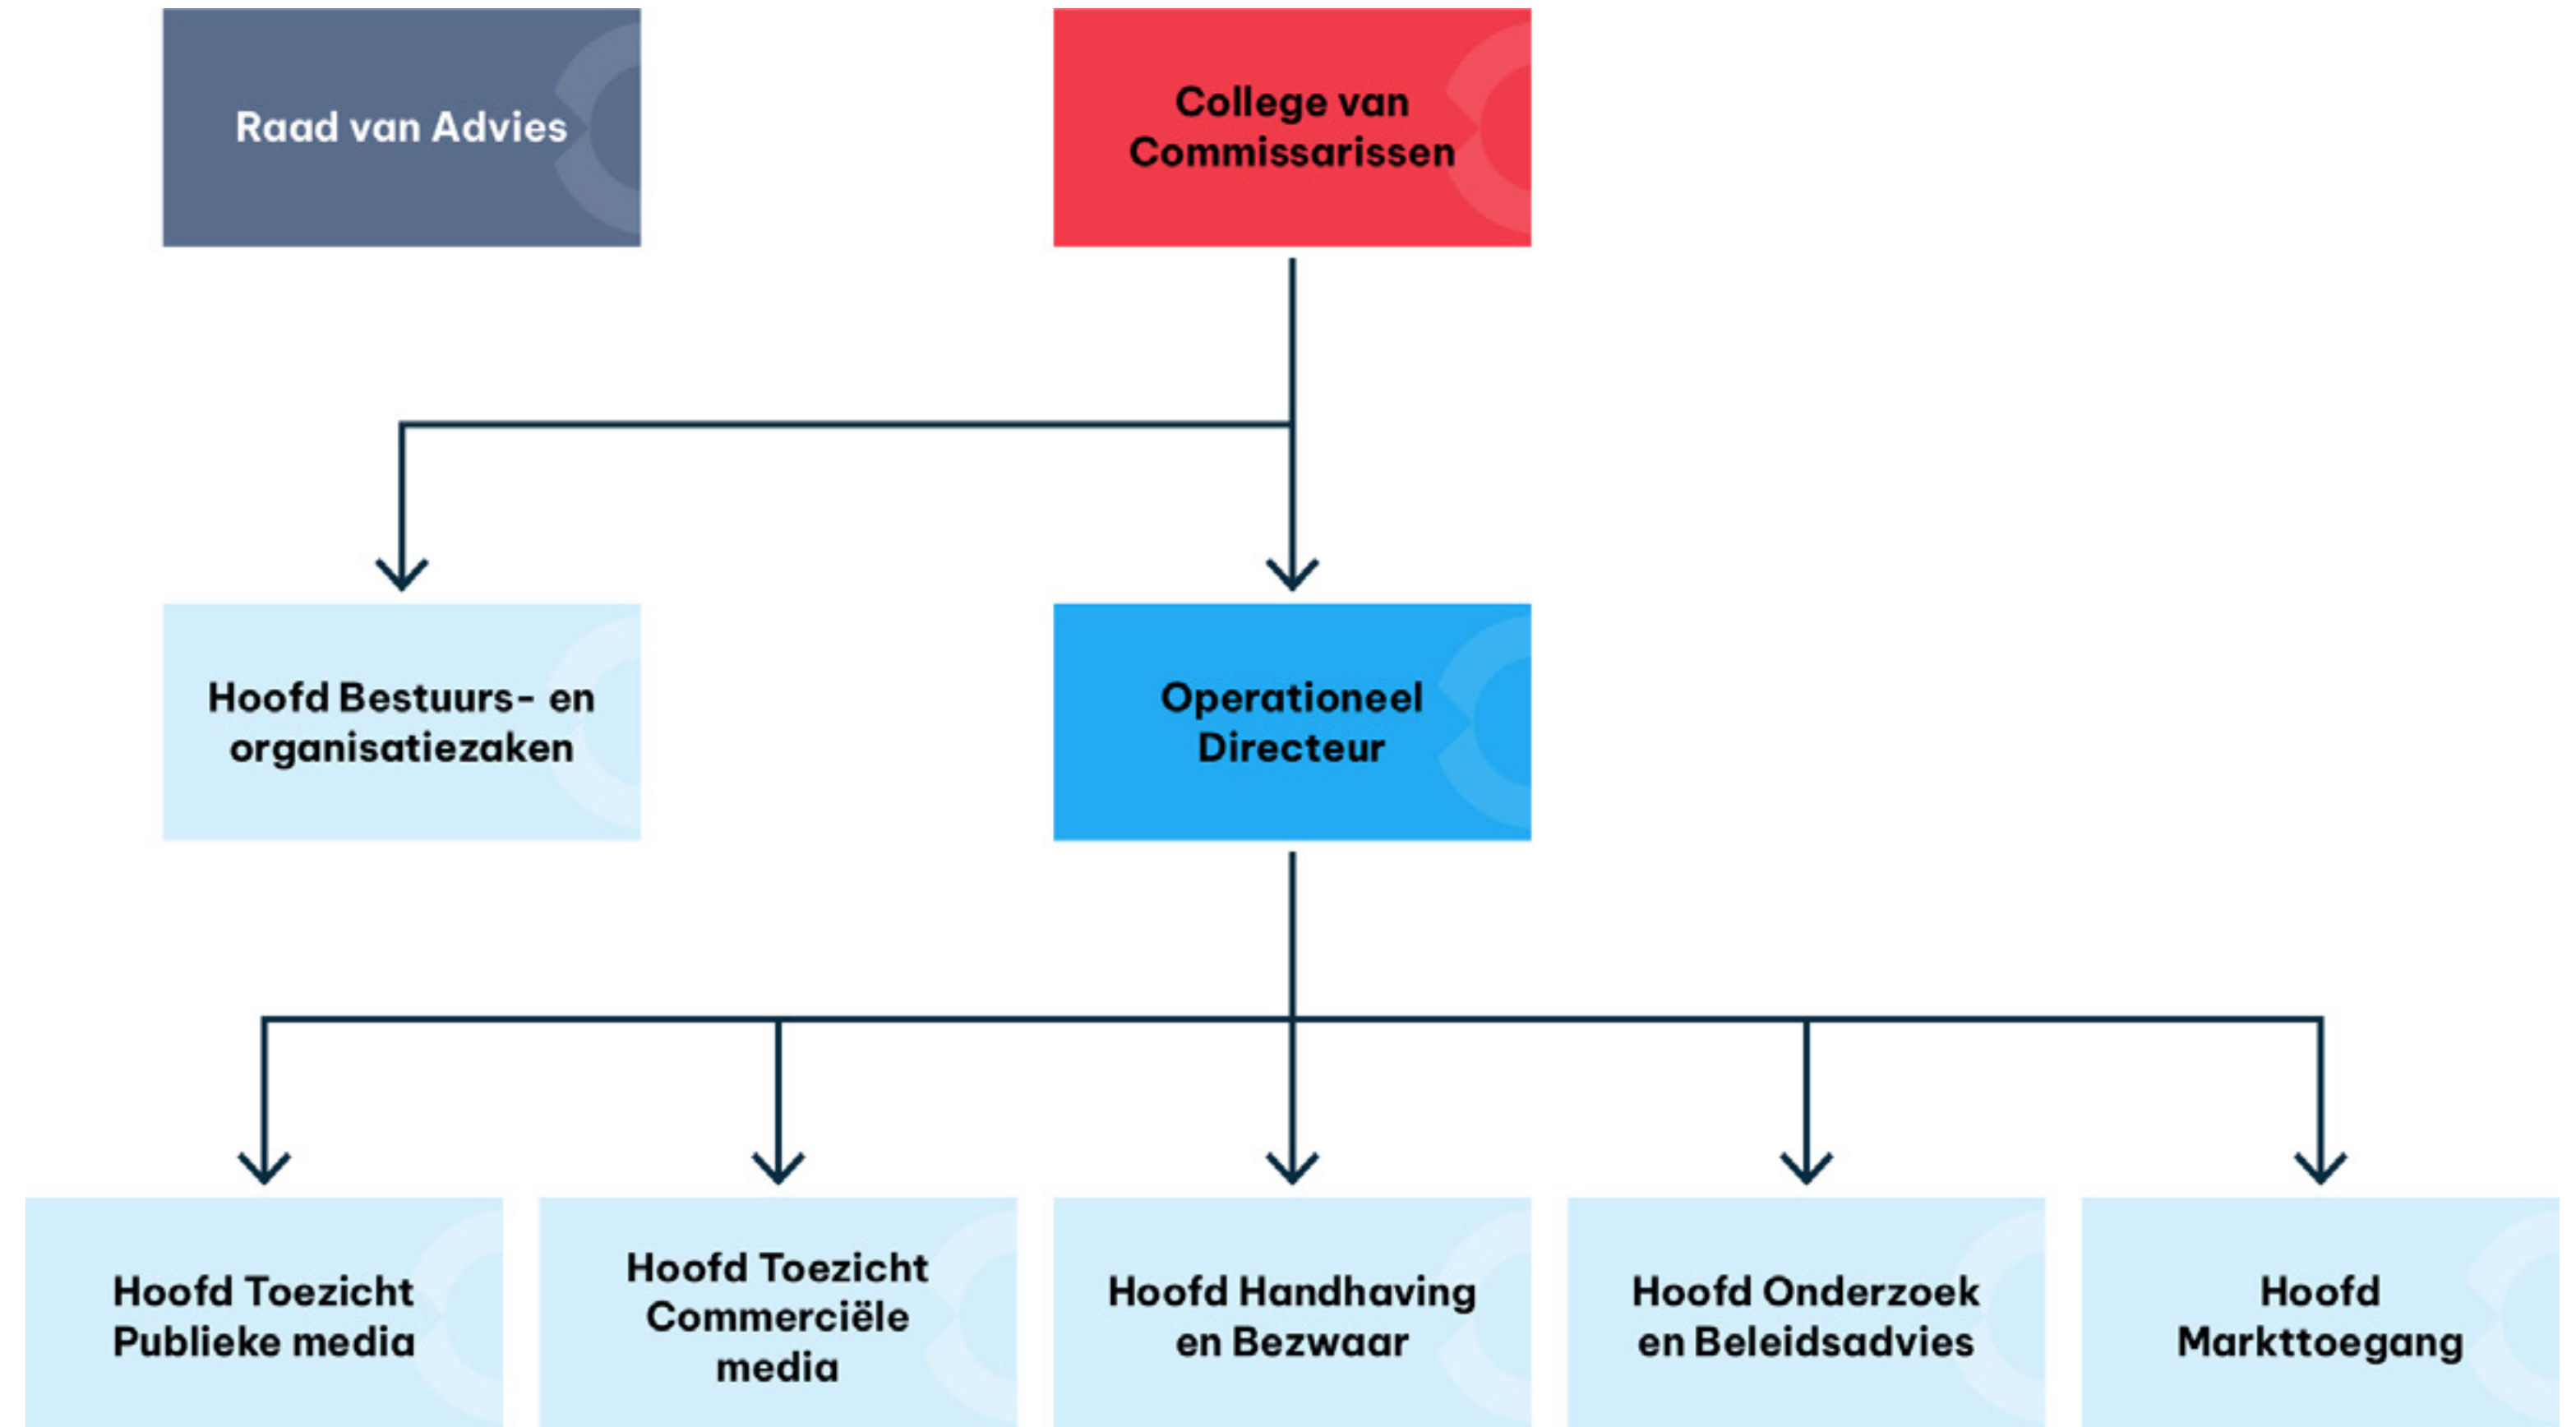 Raad van Advies
College van
Commissarissen
Hoofd Bestuurs- en
organisatiezaken
Operationeel
Directeur
Hoofd Toezicht
Publieke media
Hoofd Toezicht
Commerciële
media
Hoofd Handhaving
en Bezwaar
Hoofd Onderzoek
en Beleidsadvies
Hoofd
Markttoegang